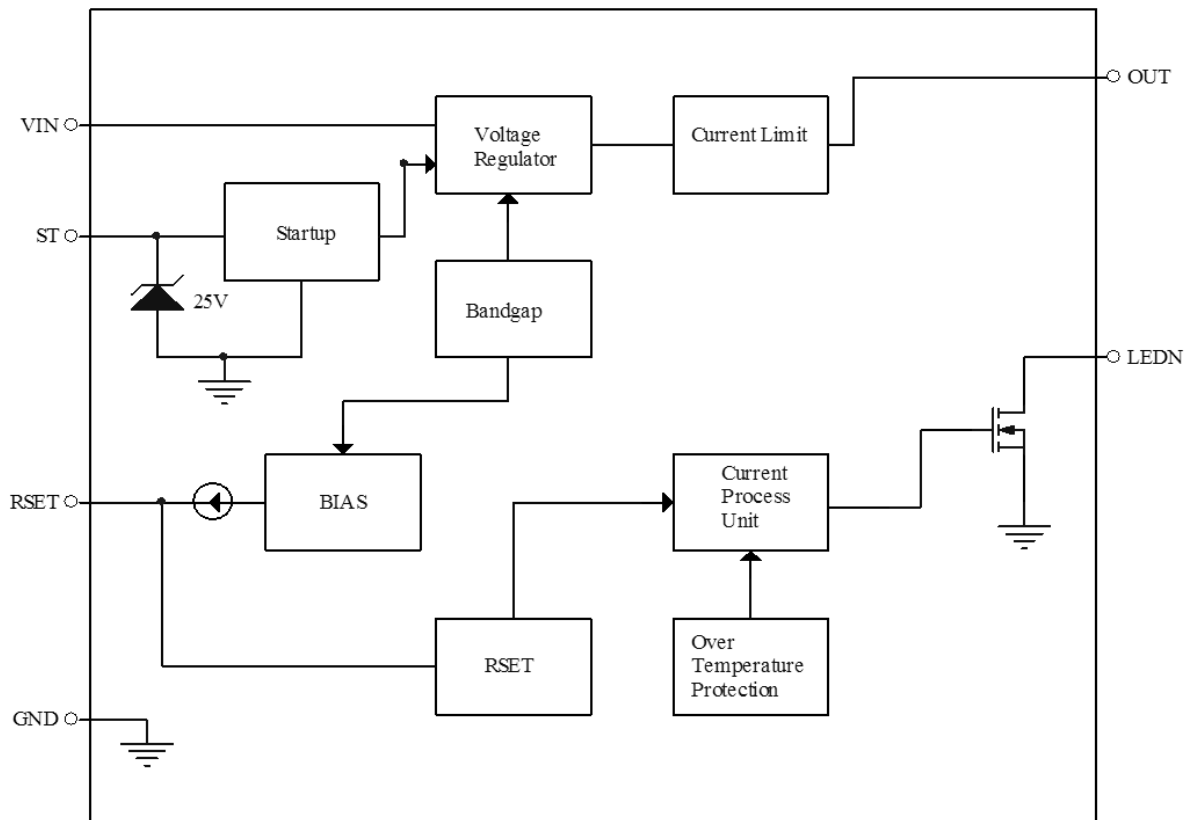 OUT
VIN
Voltage
Regulator
Current Limit
ST
Startup
25V
Bandgap
LEDN
RSET
BIAS
Current
Process
Unit
RSET
Over
Temperature
Protection
GND